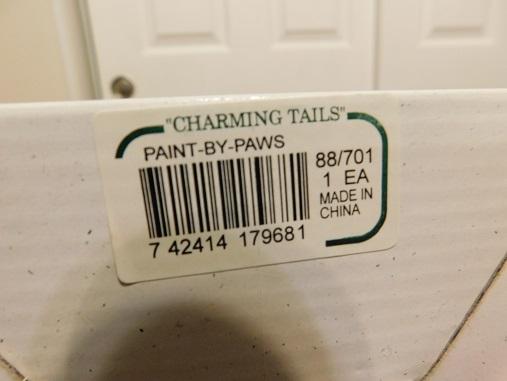 "CHARMING TAILS"
PAINT-BY-PAWS
88/701
1 EA
MADE IN
CHINA
7 42414 179681